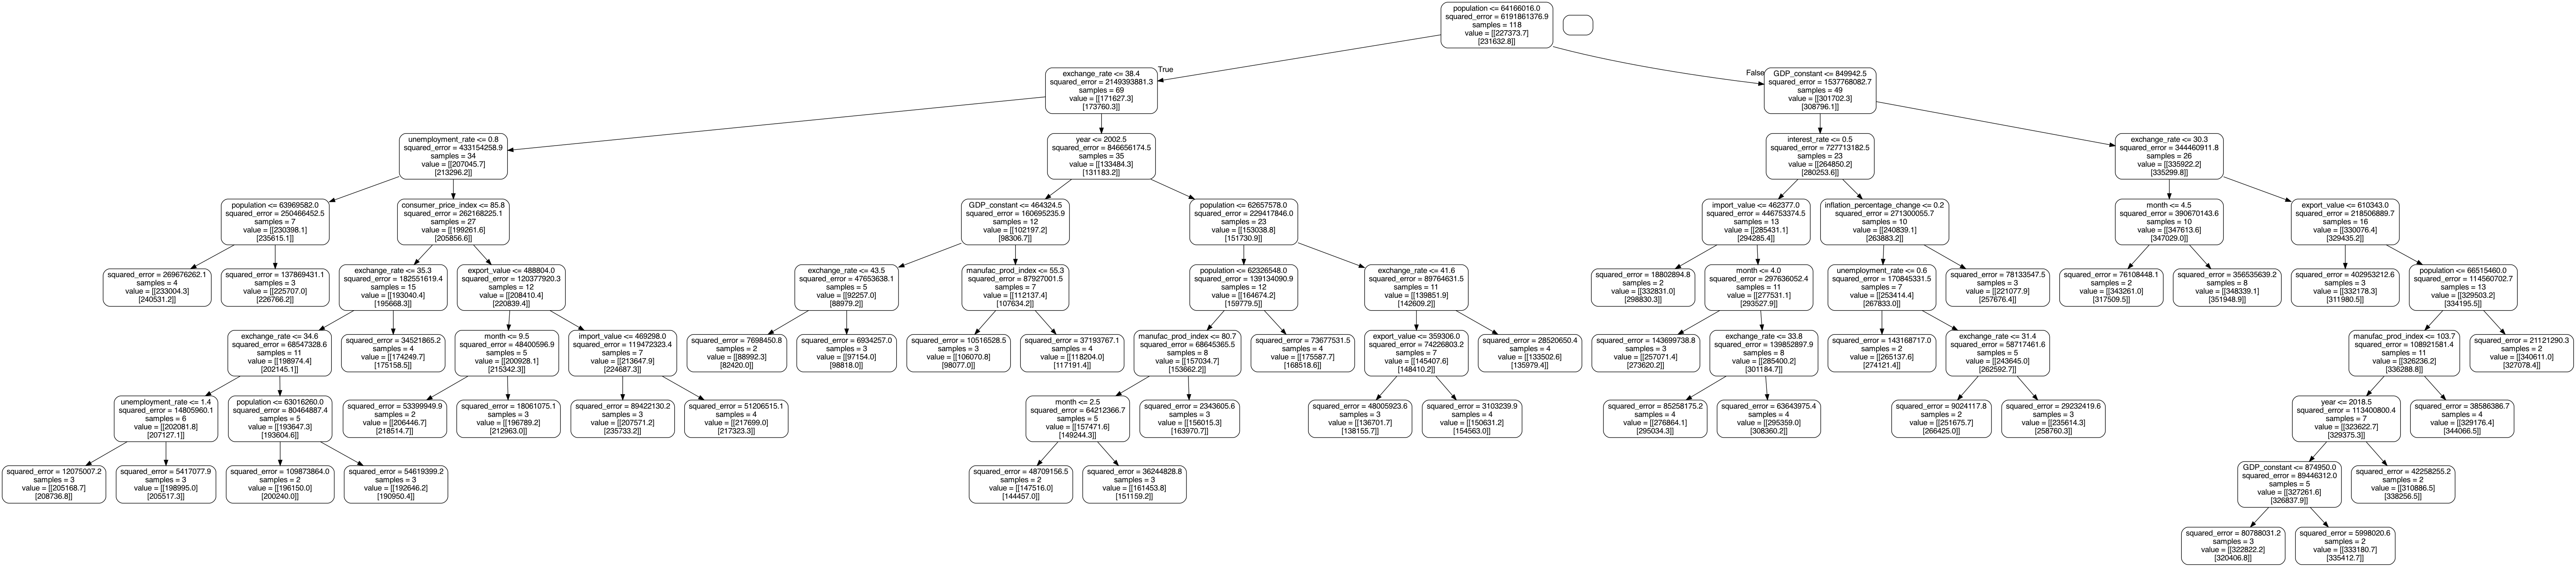 population <= 64166016.0
squared_error = 6191861376.9
samples = 118
value = [[227373.7]
[231632.8]]
True
False
exchange_rate <= 38.4
squared_error = 2149393881.3
samples = 69
value = [[171627.3]
[173760.3]]
GDP_constant <= 849942.5
squared_error = 1537768082.7
samples = 49
value = [[301702.3]
[308796.1]]
unemployment_rate <= 0.8
squared_error = 433154258.9
samples = 34
value = [[207045.7]
[213296.2]]
year <= 2002.5
squared_error = 846656174.5
samples = 35
value = [[133484.3]
[131183.2]]
interest_rate <= 0.5
squared_error = 727713182.5
samples = 23
value = [[264850.2]
[280253.6]]
exchange_rate <= 30.3
squared_error = 344460911.8
samples = 26
value = [[335922.2]
[335299.8]]
population <= 63969582.0
squared_error = 250466452.5
samples = 7
value = [[230398.1]
[235615.1]]
consumer_price_index <= 85.8
squared_error = 262168225.1
samples = 27
value = [[199261.6]
[205856.6]]
GDP_constant <= 464324.5
squared_error = 160695235.9
samples = 12
value = [[102197.2]
[98306.7]]
population <= 62657578.0
squared_error = 229417846.0
samples = 23
value = [[153038.8]
[151730.9]]
import_value <= 462377.0
squared_error = 446753374.5
samples = 13
value = [[285431.1]
[294285.4]]
inflation_percentage_change <= 0.2
squared_error = 271300055.7
samples = 10
value = [[240839.1]
[263883.2]]
month <= 4.5
squared_error = 390670143.6
samples = 10
value = [[347613.6]
[347029.0]]
export_value <= 610343.0
squared_error = 218506889.7
samples = 16
value = [[330076.4]
[329435.2]]
squared_error = 269676262.1
samples = 4
value = [[233004.3]
[240531.2]]
squared_error = 137869431.1
samples = 3
value = [[225707.0]
[226766.2]]
exchange_rate <= 35.3
squared_error = 182551619.4
samples = 15
value = [[193040.4]
[195668.3]]
export_value <= 488804.0
squared_error = 120377920.3
samples = 12
value = [[208410.4]
[220839.4]]
exchange_rate <= 43.5
squared_error = 47653638.1
samples = 5
value = [[92257.0]
[88979.2]]
manufac_prod_index <= 55.3
squared_error = 87927001.5
samples = 7
value = [[112137.4]
[107634.2]]
population <= 62326548.0
squared_error = 139134090.9
samples = 12
value = [[164674.2]
[159779.5]]
exchange_rate <= 41.6
squared_error = 89764631.5
samples = 11
value = [[139851.9]
[142609.2]]
squared_error = 18802894.8
samples = 2
value = [[332831.0]
[298830.3]]
month <= 4.0
squared_error = 297636052.4
samples = 11
value = [[277531.1]
[293527.9]]
unemployment_rate <= 0.6
squared_error = 170845331.5
samples = 7
value = [[253414.4]
[267833.0]]
squared_error = 78133547.5
samples = 3
value = [[221077.9]
[257676.4]]
squared_error = 76108448.1
samples = 2
value = [[343261.0]
[317509.5]]
squared_error = 356535639.2
samples = 8
value = [[348339.1]
[351948.9]]
squared_error = 402953212.6
samples = 3
value = [[332178.3]
[311980.5]]
population <= 66515460.0
squared_error = 114560702.7
samples = 13
value = [[329503.2]
[334195.5]]
exchange_rate <= 34.6
squared_error = 68547328.6
samples = 11
value = [[198974.4]
[202145.1]]
squared_error = 34521865.2
samples = 4
value = [[174249.7]
[175158.5]]
month <= 9.5
squared_error = 48400596.9
samples = 5
value = [[200928.1]
[215342.3]]
import_value <= 469298.0
squared_error = 119472323.4
samples = 7
value = [[213647.9]
[224687.3]]
squared_error = 7698450.8
samples = 2
value = [[88992.3]
[82420.0]]
squared_error = 6934257.0
samples = 3
value = [[97154.0]
[98818.0]]
squared_error = 10516528.5
samples = 3
value = [[106070.8]
[98077.0]]
squared_error = 37193767.1
samples = 4
value = [[118204.0]
[117191.4]]
manufac_prod_index <= 80.7
squared_error = 68645365.5
samples = 8
value = [[157034.7]
[153662.2]]
squared_error = 73677531.5
samples = 4
value = [[175587.7]
[168518.6]]
export_value <= 359306.0
squared_error = 74226803.2
samples = 7
value = [[145407.6]
[148410.2]]
squared_error = 28520650.4
samples = 4
value = [[133502.6]
[135979.4]]
squared_error = 143699738.8
samples = 3
value = [[257071.4]
[273620.2]]
exchange_rate <= 33.8
squared_error = 139852897.9
samples = 8
value = [[285400.2]
[301184.7]]
squared_error = 143168717.0
samples = 2
value = [[265137.6]
[274121.4]]
exchange_rate <= 31.4
squared_error = 58717461.6
samples = 5
value = [[243645.0]
[262592.7]]
manufac_prod_index <= 103.7
squared_error = 108921581.4
samples = 11
value = [[326236.2]
[336288.8]]
squared_error = 21121290.3
samples = 2
value = [[340611.0]
[327078.4]]
unemployment_rate <= 1.4
squared_error = 14805960.1
samples = 6
value = [[202081.8]
[207127.1]]
population <= 63016260.0
squared_error = 80464887.4
samples = 5
value = [[193647.3]
[193604.6]]
squared_error = 53399949.9
samples = 2
value = [[206446.7]
[218514.7]]
squared_error = 18061075.1
samples = 3
value = [[196789.2]
[212963.0]]
squared_error = 89422130.2
samples = 3
value = [[207571.2]
[235733.2]]
squared_error = 51206515.1
samples = 4
value = [[217699.0]
[217323.3]]
month <= 2.5
squared_error = 64212366.7
samples = 5
value = [[157471.6]
[149244.3]]
squared_error = 2343605.6
samples = 3
value = [[156015.3]
[163970.7]]
squared_error = 48005923.6
samples = 3
value = [[136701.7]
[138155.7]]
squared_error = 3103239.9
samples = 4
value = [[150631.2]
[154563.0]]
squared_error = 85258175.2
samples = 4
value = [[276864.1]
[295034.3]]
squared_error = 63643975.4
samples = 4
value = [[295359.0]
[308360.2]]
squared_error = 9024117.8
samples = 2
value = [[251675.7]
[266425.0]]
squared_error = 29232419.6
samples = 3
value = [[235614.3]
[258760.3]]
year <= 2018.5
squared_error = 113400800.4
samples = 7
value = [[323622.7]
[329375.3]]
squared_error = 38586386.7
samples = 4
value = [[329176.4]
[344066.5]]
squared_error = 12075007.2
samples = 3
value = [[205168.7]
[208736.8]]
squared_error = 5417077.9
samples = 3
value = [[198995.0]
[205517.3]]
squared_error = 109873864.0
samples = 2
value = [[196150.0]
[200240.0]]
squared_error = 54619399.2
samples = 3
value = [[192646.2]
[190950.4]]
squared_error = 48709156.5
samples = 2
value = [[147516.0]
[144457.0]]
squared_error = 36244828.8
samples = 3
value = [[161453.8]
[151159.2]]
GDP_constant <= 874950.0
squared_error = 89446312.0
samples = 5
value = [[327261.6]
[326837.9]]
squared_error = 42258255.2
samples = 2
value = [[310886.5]
[338256.5]]
squared_error = 80788031.2
samples = 3
value = [[322822.2]
[320406.8]]
squared_error = 5998020.6
samples = 2
value = [[333180.7]
[335412.7]]